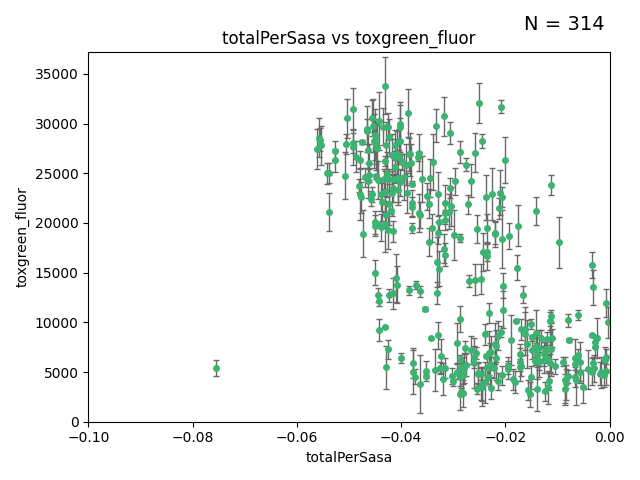 N = 314
totalPerSasa vs toxgreen_fluor
35000
30000
25000
20000
15000
10000
5000
0
toxgreen_fluor
−0.10 −0.08 −0.06 −0.04 −0.02 0.00
totalPerSasa